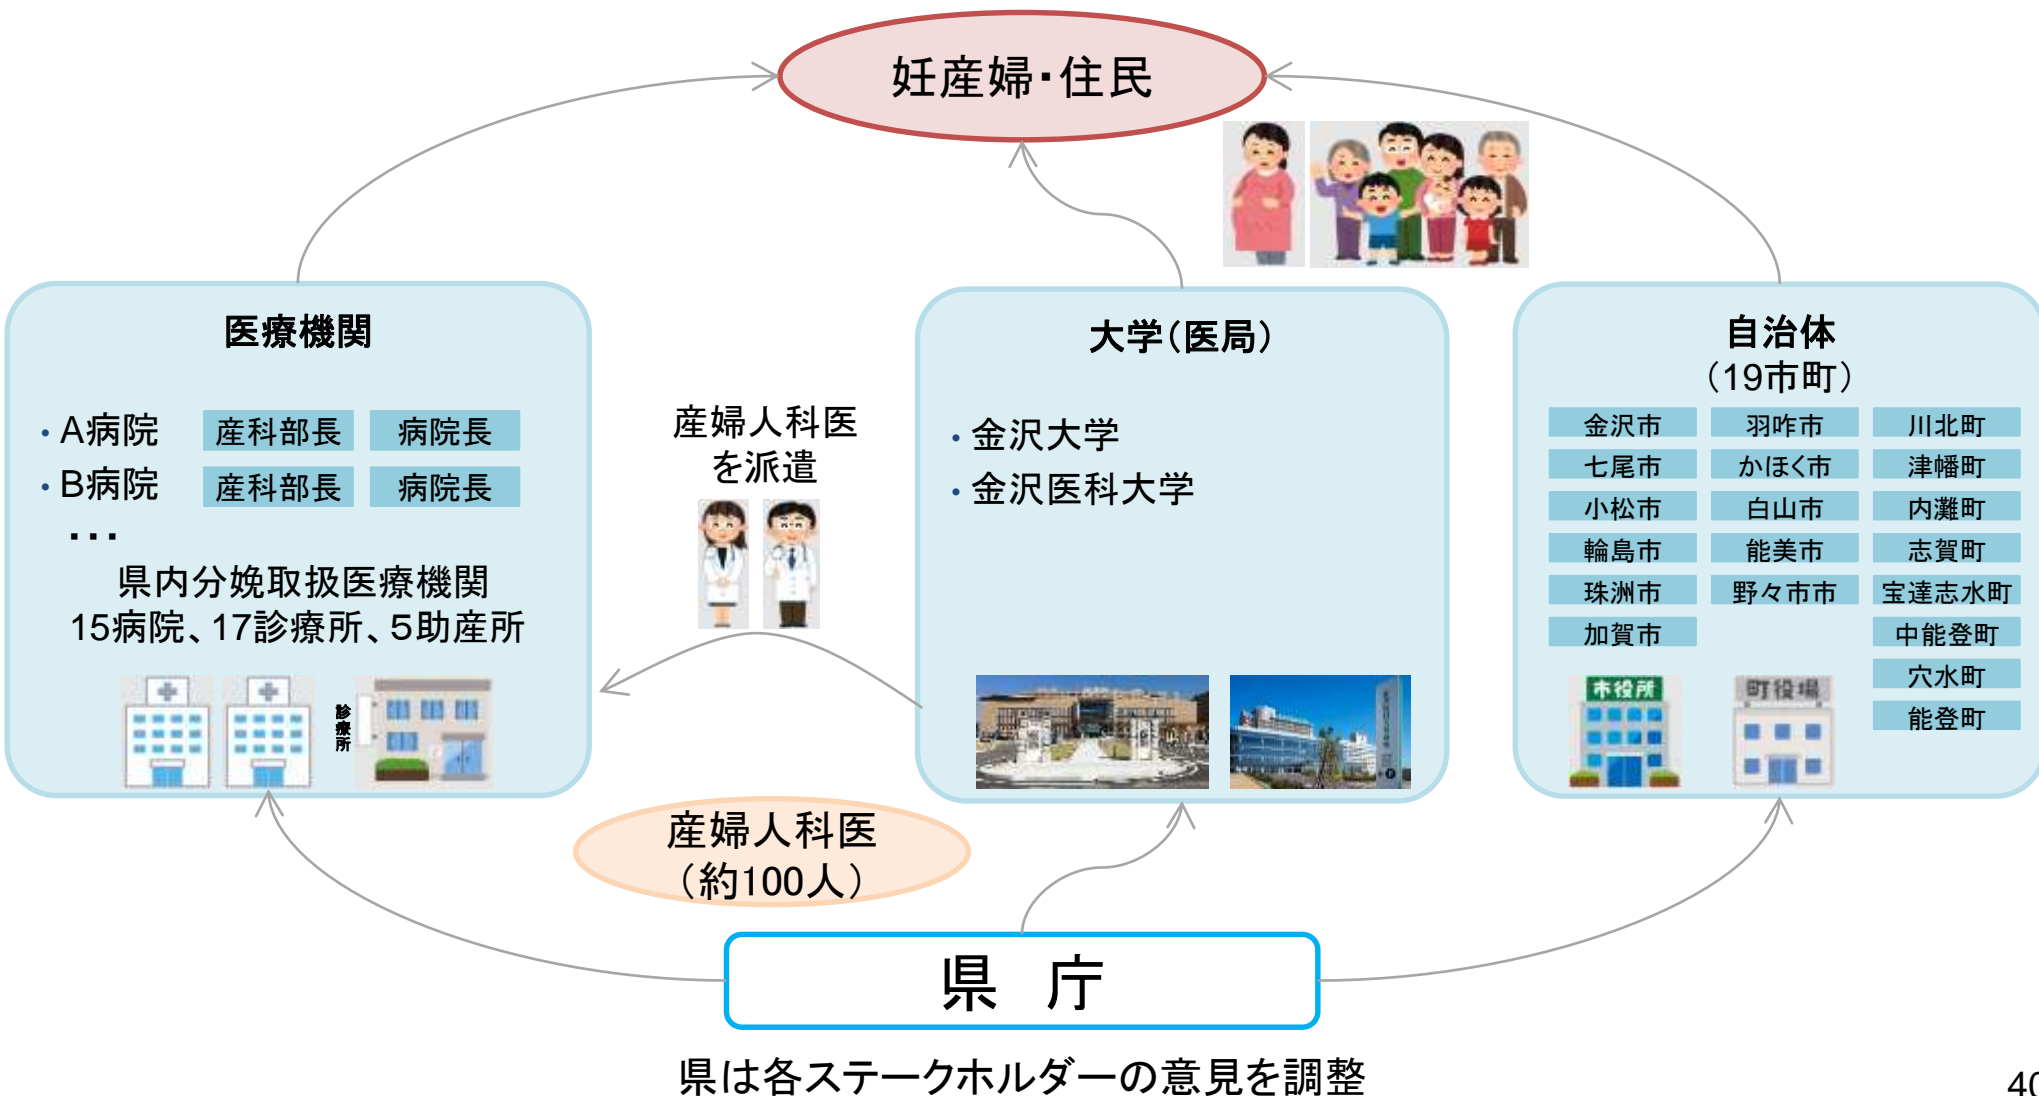 妊産婦・住民
医療機関
・A病院 産科部長 病院長
・B病院 産科部長 病院長
・・・
県内分娩取扱医療機関
15病院、17診療所、5助産所
診療所
産婦人科医
を派遣
大学（医局）
・金沢大学
・金沢医科大学
自治体
（19市町）
金沢市 羽咋市 川北町
七尾市 かほく市 津幡町
小松市 白山市 内灘町
輪島市 能美市 志賀町
珠洲市 野々市市 宝達志水町
加賀市 中能登町
穴水町
能登町
市役所 町役場
産婦人科医
（約100人）
県 庁
県は各ステークホルダーの意見を調整
40